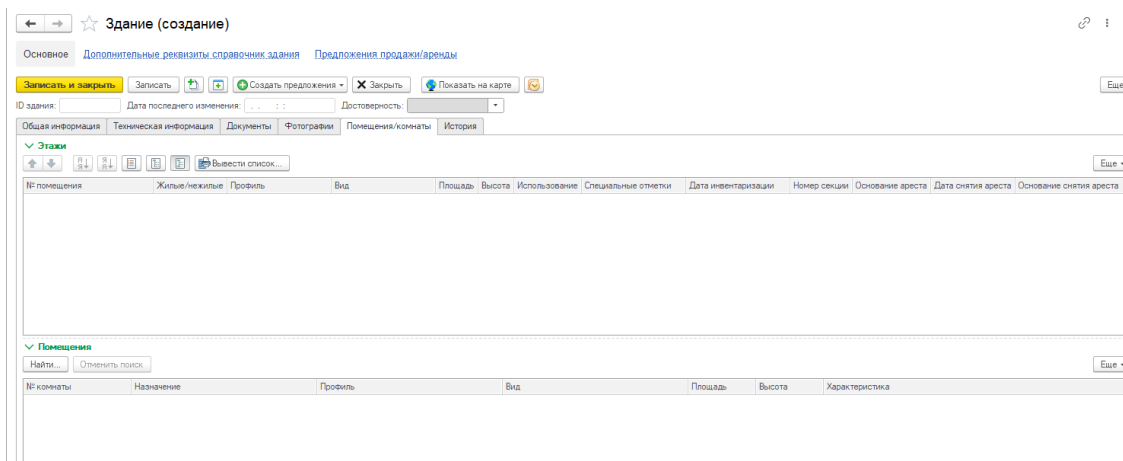 Здание (создание)
Основное Дополнительные реквизиты справочник здания Предложения продажи/аренды
Записать и закрыть Записать Создать предложения Закрыть Показать на карте Еще
ID здания: Дата последнего изменения: . . : : Достоверность:
Общая информация Техническая информация Документы Фотографии Помещения/комнаты История
Этажи
Вывести список... Еще
№ помещения Жилые/нежилые Профиль Вид Площадь Высота Использование Специальные отметки Дата инвентаризации Номер секции Основание ареста Дата снятия ареста Основание снятия ареста
Помещения
Найти... Отменить поиск Еще
№ комнаты Назначение Профиль Вид Площадь Высота Характеристика